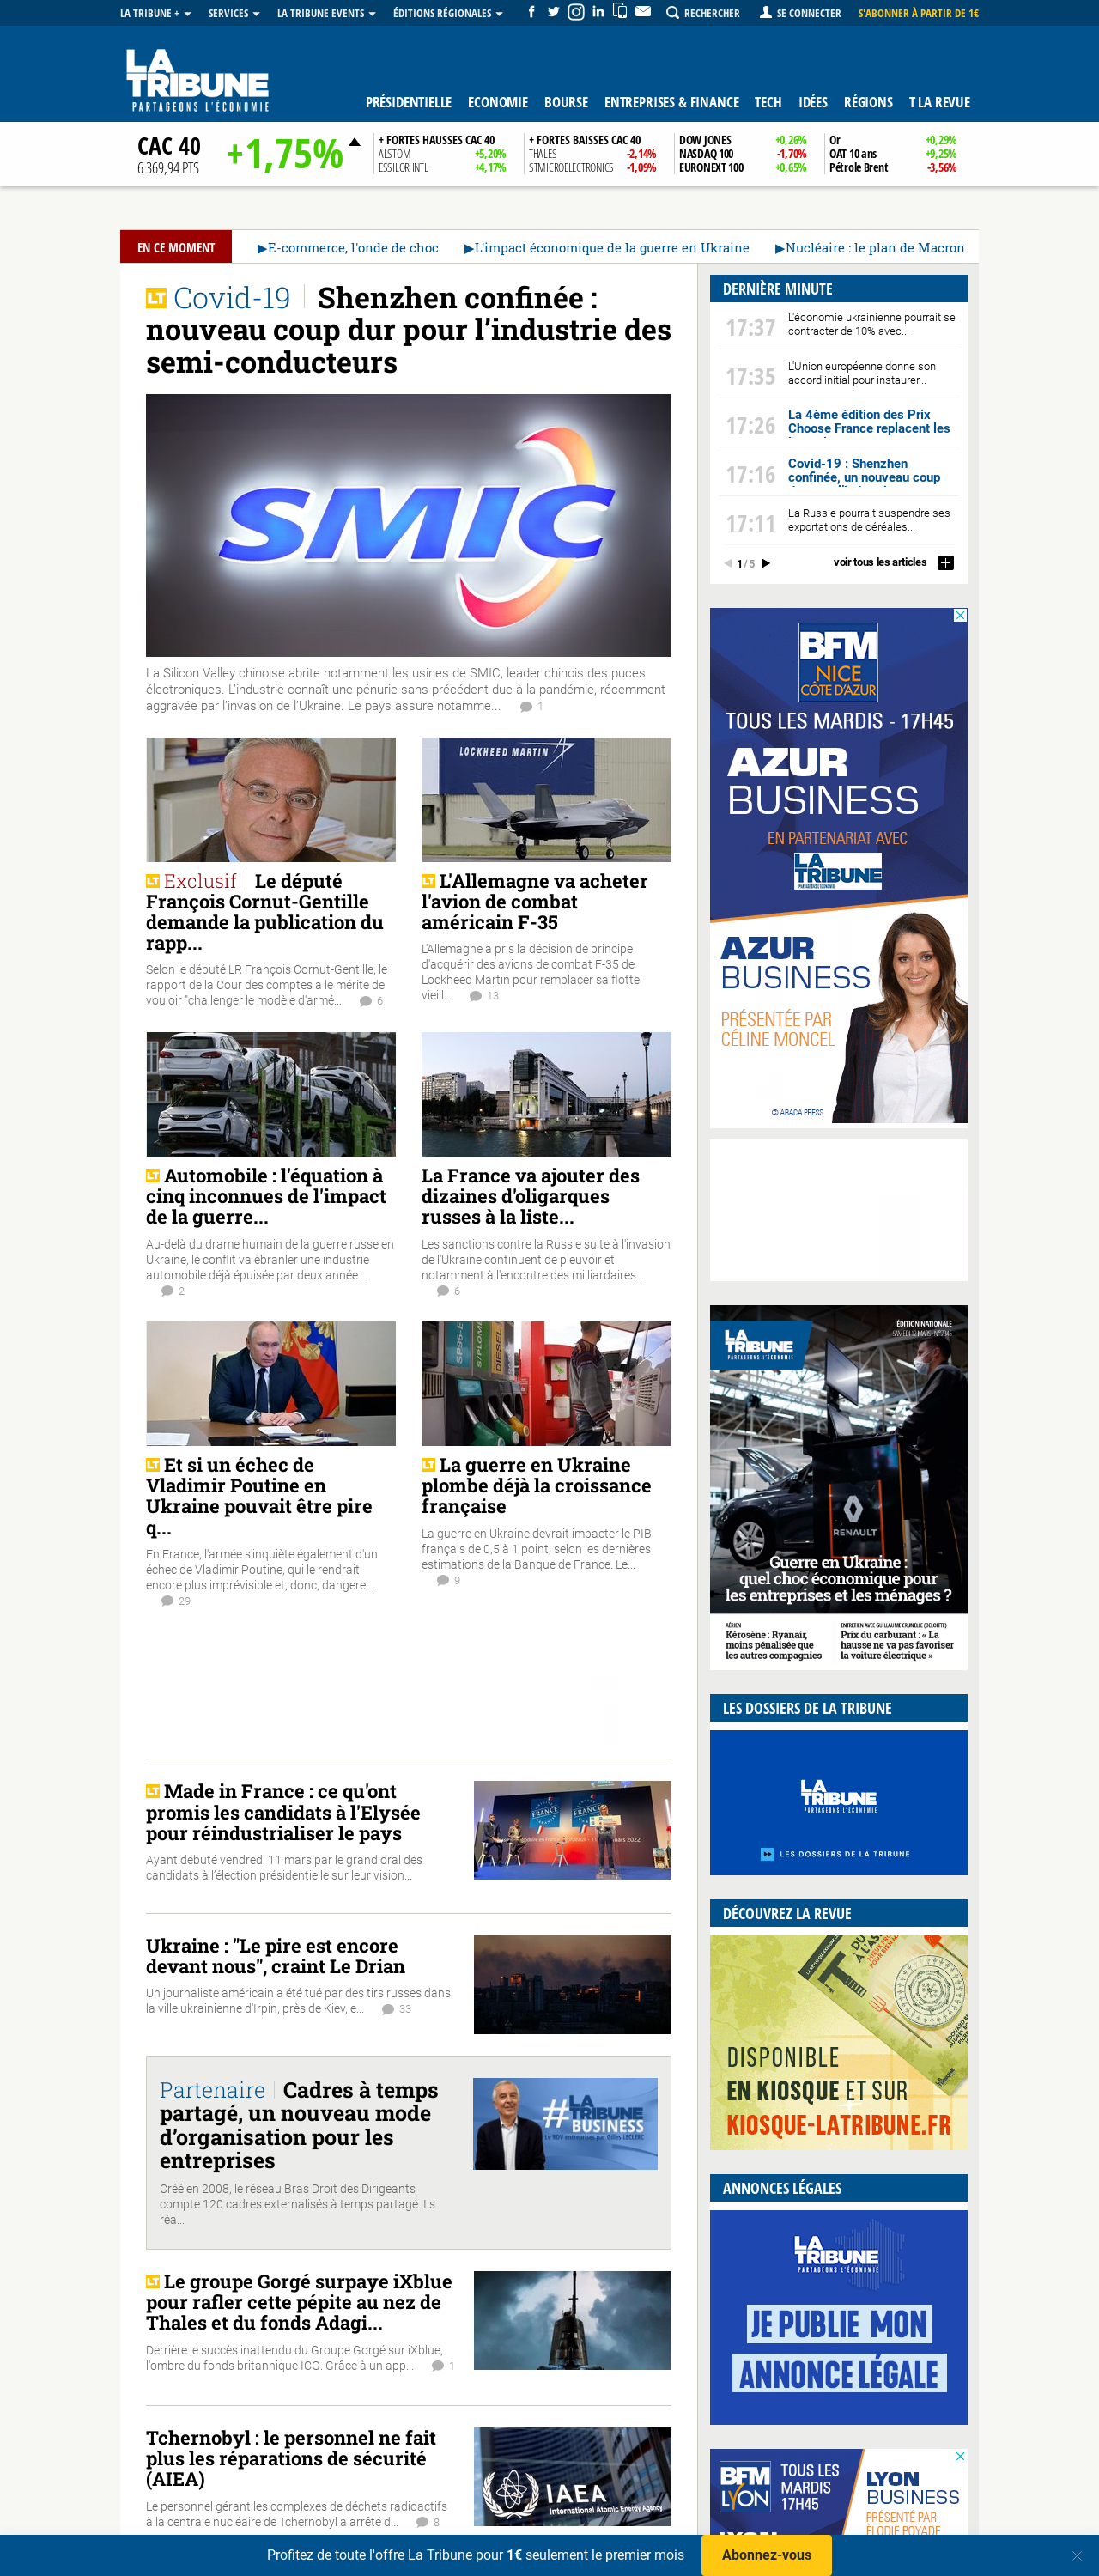 LA TRIBUNE +
SERVICES
LA TRIBUNE EVENTS
ÉDITIONS RÉGIONALES
RECHERCHER
SE CONNECTER
S'ABONNER À PARTIR DE 1€
LA TRIBUNE
PARTAGEONS L'ÉCONOMIE
PRÉSIDENTIELLE
ECONOMIE
BOURSE
ENTREPRISES & FINANCE
TECH
IDÉES
RÉGIONS
T LA REVUE
CAC 40
6 369,94 PTS
+1,75%
+ FORTES HAUSSES CAC 40
ALSTOM +5,20%
ESSILOR INTL +4,17%
+ FORTES BAISSES CAC 40
THALES -2,14%
STMICROELECTRONICS -1,09%
DOW JONES +0,26%
NASDAQ 100 -1,70%
EURONEXT 100 +0,65%
Or +0,29%
OAT 10 ans +9,25%
Pétrole Brent -3,56%
EN CE MOMENT
▶E-commerce, l'onde de choc
▶L'impact économique de la guerre en Ukraine
▶Nucléaire : le plan de Macron
LT Covid-19 Shenzhen confinée :
nouveau coup dur pour l’industrie des
semi-conducteurs
SMIC
La Silicon Valley chinoise abrite notamment les usines de SMIC, leader chinois des puces
électroniques. L’industrie connaît une pénurie sans précédent due à la pandémie, récemment
aggravée par l’invasion de l’Ukraine. Le pays assure notamme... 1
LOCKHEED MARTIN
LT Exclusif Le député
François Cornut-Gentille
demande la publication du
rapp...
Selon le député LR François Cornut-Gentille, le
rapport de la Cour des comptes a le mérite de
vouloir "challenger le modèle d'armé... 6
LT L'Allemagne va acheter
l'avion de combat
américain F-35
L'Allemagne a pris la décision de principe
d'acquérir des avions de combat F-35 de
Lockheed Martin pour remplacer sa flotte
vieill... 13
LT Automobile : l'équation à
cinq inconnues de l'impact
de la guerre...
Au-delà du drame humain de la guerre russe en
Ukraine, le conflit va ébranler une industrie
automobile déjà épuisée par deux année...
2
La France va ajouter des
dizaines d'oligarques
russes à la liste...
Les sanctions contre la Russie suite à l'invasion
de l'Ukraine continuent de pleuvoir et
notamment à l'encontre des milliardaires...
6
SP95-E
S/PLOMB
DIESEL
LT Et si un échec de
Vladimir Poutine en
Ukraine pouvait être pire
q...
En France, l'armée s'inquiète également d'un
échec de Vladimir Poutine, qui le rendrait
encore plus imprévisible et, donc, dangere...
29
LT La guerre en Ukraine
plombe déjà la croissance
française
La guerre en Ukraine devrait impacter le PIB
français de 0,5 à 1 point, selon les dernières
estimations de la Banque de France. Le...
9
LT Made in France : ce qu'ont
promis les candidats à l'Elysée
pour réindustrialiser le pays
Ayant débuté vendredi 11 mars par le grand oral des
candidats à l'élection présidentielle sur leur vision...
FRANCE
FRANCE
Ukraine : "Le pire est encore
devant nous", craint Le Drian
Un journaliste américain a été tué par des tirs russes dans
la ville ukrainienne d'Irpin, près de Kiev, e... 33
Partenaire Cadres à temps
partagé, un nouveau mode
d’organisation pour les
entreprises
Créé en 2008, le réseau Bras Droit des Dirigeants
compte 120 cadres externalisés à temps partagé. Ils
réa...
#LA TRIBUNE
BUSINESS
Le RDV entreprises par Gilles LECLERC
LT Le groupe Gorgé surpaye iXblue
pour rafler cette pépite au nez de
Thales et du fonds Adagi...
Derrière le succès inattendu du Groupe Gorgé sur iXblue,
l'ombre du fonds britannique ICG. Grâce à un app... 1
Tchernobyl : le personnel ne fait
plus les réparations de sécurité
(AIEA)
Le personnel gérant les complexes de déchets radioactifs
à la centrale nucléaire de Tchernobyl a arrêté d... 8
IAEA
International Atomic Energy Agency
DERNIÈRE MINUTE
17:37
L'économie ukrainienne pourrait se
contracter de 10% avec...
17:35
L'Union européenne donne son
accord initial pour instaurer...
17:26
La 4ème édition des Prix
Choose France replacent les
17:16
Covid-19 : Shenzhen
confinée, un nouveau coup
17:11
La Russie pourrait suspendre ses
exportations de céréales...
1/5
voir tous les articles
BFM
NICE
CÔTE D'AZUR
TOUS LES MARDIS - 17H45
AZUR
BUSINESS
EN PARTENARIAT AVEC
LA TRIBUNE
PARTAGEONS L'ÉCONOMIE
AZUR
BUSINESS
PRÉSENTÉE PAR
CÉLINE MONCEL
© ABACA PRESS
LA TRIBUNE
PARTAGEONS L'ÉCONOMIE
ÉDITION NATIONALE
RENAULT
Guerre en Ukraine :
quel choc économique pour
les entreprises et les ménages ?
AÉRIEN
Kérosène : Ryanair,
moins pénalisée que
les autres compagnies
ENTRETIEN AVEC GUILLAUME CRUNELLE (DELOITTE)
Prix du carburant : « La
hausse ne va pas favoriser
la voiture électrique »
LES DOSSIERS DE LA TRIBUNE
LA TRIBUNE
PARTAGEONS L'ÉCONOMIE
LES DOSSIERS DE LA TRIBUNE
DÉCOUVREZ LA REVUE
DISPONIBLE
EN KIOSQUE ET SUR
KIOSQUE-LATRIBUNE.FR
ANNONCES LÉGALES
LA TRIBUNE
PARTAGEONS L'ÉCONOMIE
JE PUBLIE MON
ANNONCE LÉGALE
BFM
LYON
TOUS LES
MARDIS
17H45
LYON
BUSINESS
PRÉSENTÉ PAR
ÉLODIE POYADE
LYON
Profitez de toute l'offre La Tribune pour 1€ seulement le premier mois
Abonnez-vous